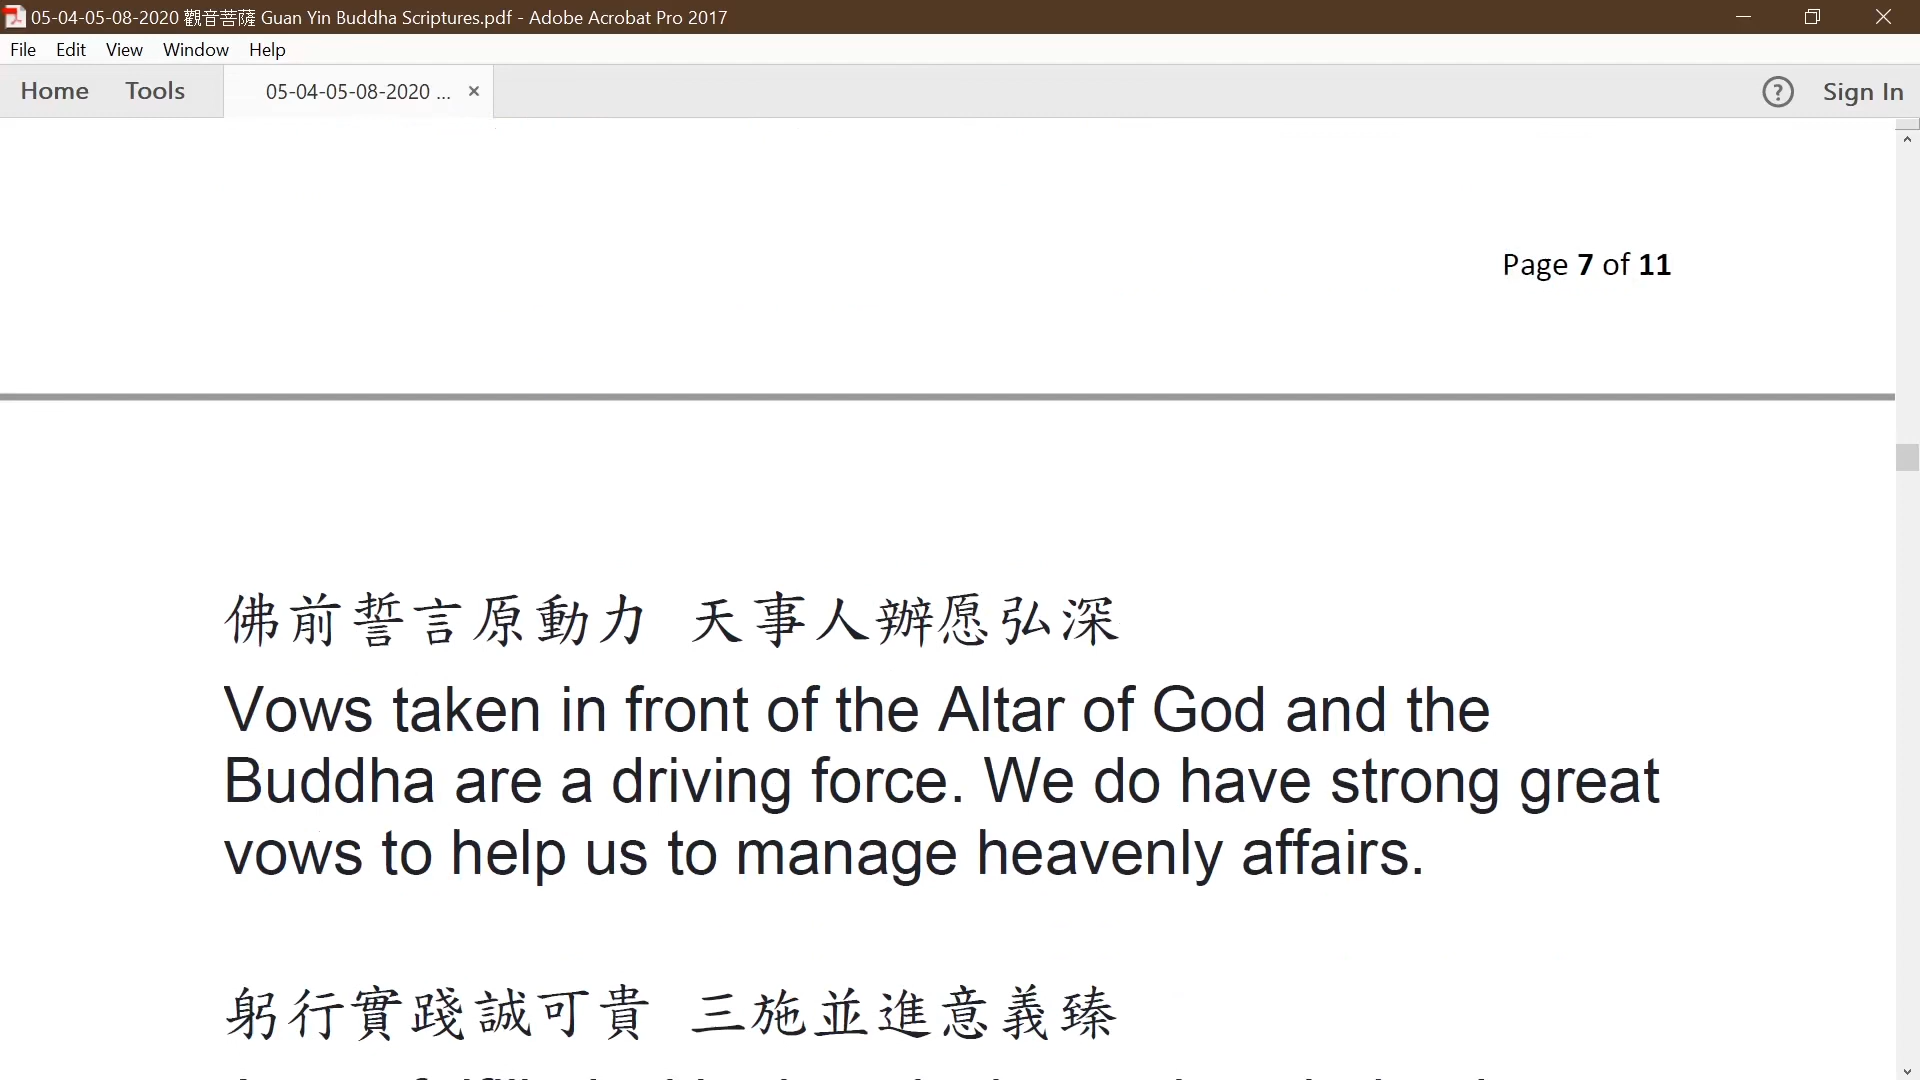 05-04-05-08-2020 觀音菩薩 Guan Yin Buddha Scriptures.pdf - Adobe Acrobat Pro 2017
File Edit View Window Help
Home Tools 05-04-05-08-2020 ... × ? Sign In
Page 7 of 11
佛前誓言原動力 天事人辦愿弘深
Vows taken in front of the Altar of God and the
Buddha are a driving force. We do have strong great
vows to help us to manage heavenly affairs.
躬行實踐誠可貴 三施並進意義臻